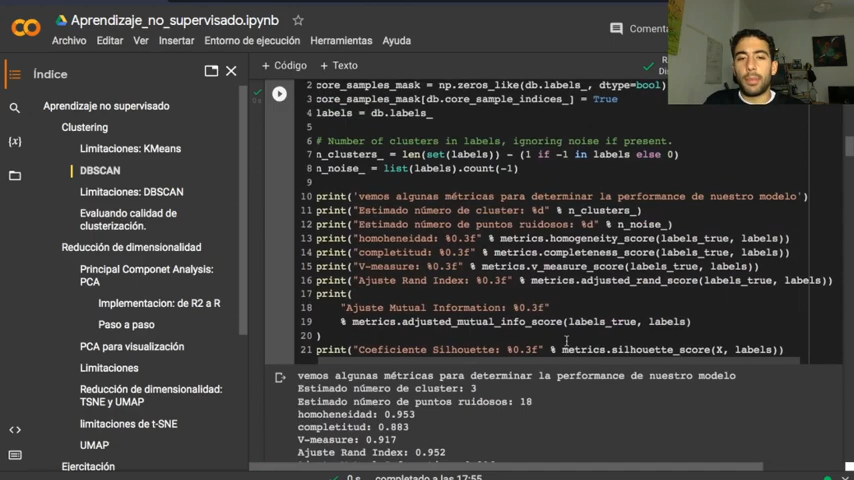 Aprendizaje_no_supervisado.ipynb
Comenta
Archivo Editar Ver Insertar Entorno de ejecución Herramientas Ayuda
Índice
+ Código + Texto
R
Aprendizaje no supervisado
Clustering
Limitaciones: KMeans
DBSCAN
Limitaciones: DBSCAN
Evaluando calidad de
clusterización.
Reducción de dimensionalidad
Principal Componet Analysis:
PCA
Implementacion: de R2 a R
Paso a paso
PCA para visualización
Limitaciones
Reducción de dimensionalidad:
TSNE y UMAP
limitaciones de t-SNE
UMAP
Ejercitación
{x}
<>
0 s
2 core_samples_mask = np.zeros_like(db.labels_, dtype=bool)
3 core_samples_mask[db.core_sample_indices_] = True
4 labels = db.labels_
5
6 # Number of clusters in labels, ignoring noise if present.
7 n_clusters_ = len(set(labels)) - (1 if -1 in labels else 0)
8 n_noise_ = list(labels).count(-1)
9
10 print('vemos algunas métricas para determinar la performance de nuestro modelo')
11 print("Estimado número de cluster: %d" % n_clusters_)
12 print("Estimado número de puntos ruidosos: %d" % n_noise_)
13 print("homoheneidad: %0.3f" % metrics.homogeneity_score(labels_true, labels))
14 print("completitud: %0.3f" % metrics.completeness_score(labels_true, labels))
15 print("V-measure: %0.3f" % metrics.v_measure_score(labels_true, labels))
16 print("Ajuste Rand Index: %0.3f" % metrics.adjusted_rand_score(labels_true, labels))
17 print(
18 "Ajuste Mutual Information: %0.3f"
19 % metrics.adjusted_mutual_info_score(labels_true, labels)
20 )
21 print("Coeficiente Silhouette: %0.3f" % metrics.silhouette_score(X, labels))
vemos algunas métricas para determinar la performance de nuestro modelo
Estimado número de cluster: 3
Estimado número de puntos ruidosos: 18
homoheneidad: 0.953
completitud: 0.883
V-measure: 0.917
Ajuste Rand Index: 0.952
0 s completado a las 17:55